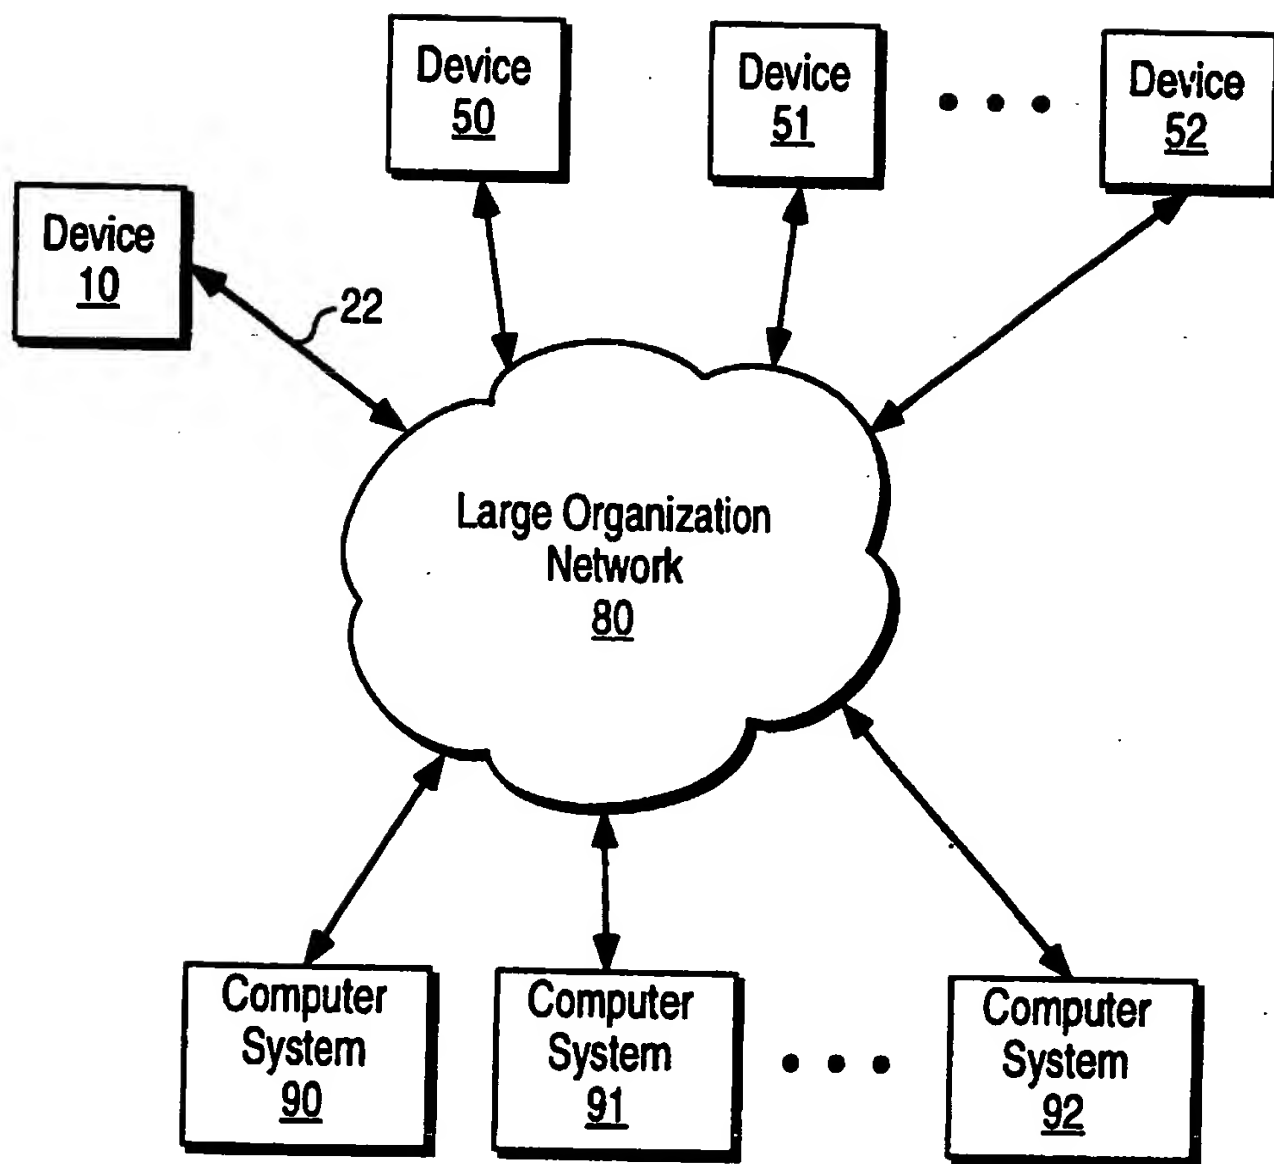 Device
50
Device
51
Device
52
Device
10
22
Large Organization
Network
80
Computer
System
90
Computer
System
91
Computer
System
92